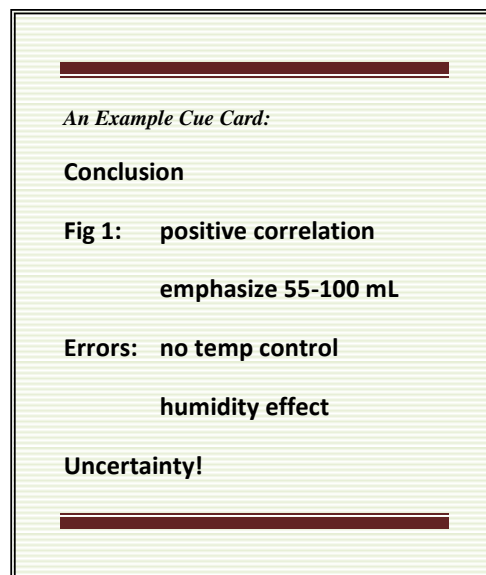 An Example Cue Card:
Conclusion
Fig 1: positive correlation
emphasize 55-100 mL
Errors: no temp control
humidity effect
Uncertainty!